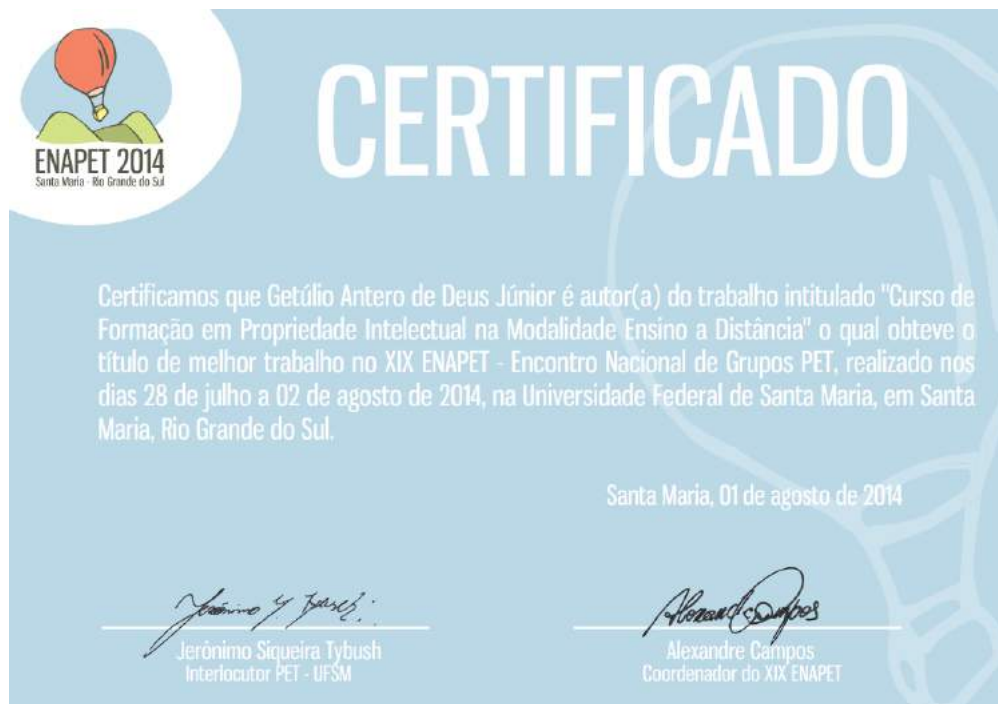 ENAPET 2014
Santa Maria - Rio Grande do Sul
CERTIFICADO
Certificamos que Getúlio Antero de Deus Júnior é autor(a) do trabalho intitulado "Curso de
Formação em Propriedade Intelectual na Modalidade Ensino a Distância" o qual obteve o
título de melhor trabalho no XIX ENAPET - Encontro Nacional de Grupos PET, realizado nos
dias 28 de julho a 02 de agosto de 2014, na Universidade Federal de Santa Maria, em Santa
Maria, Rio Grande do Sul.
Santa Maria, 01 de agosto de 2014
Jerônimo Siqueira Tybush
Interlocutor PET - UFSM
Alexandre Campos
Coordenador do XIX ENAPET